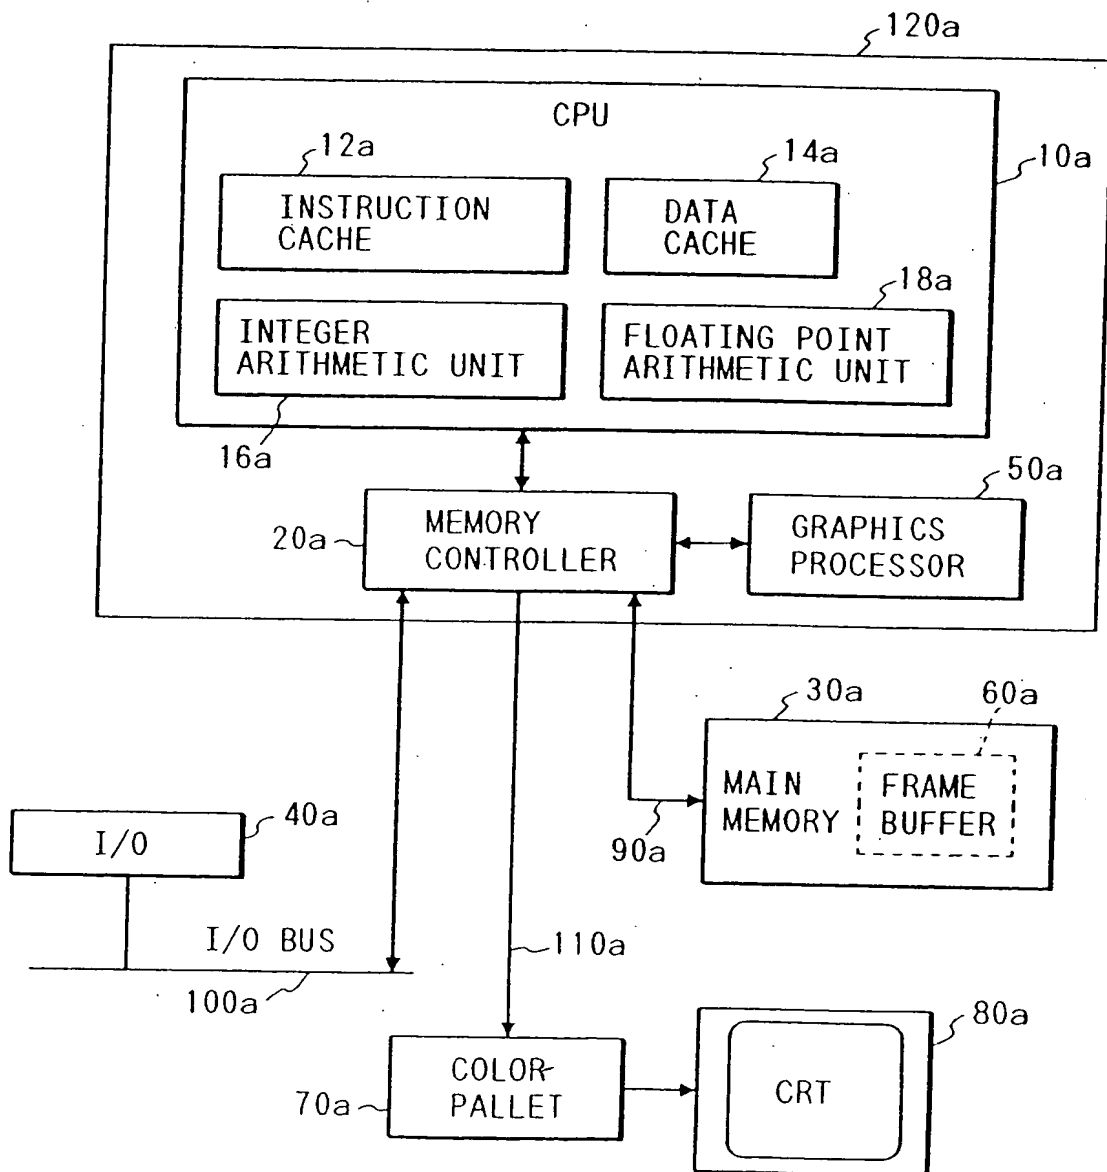 120a
CPU
12a
14a
10a
INSTRUCTION
CACHE
DATA
CACHE
18a
INTEGER
ARITHMETIC UNIT
FLOATING POINT
ARITHMETIC UNIT
16a
50a
20a
MEMORY
CONTROLLER
GRAPHICS
PROCESSOR
30a
60a
MAIN
MEMORY
FRAME
BUFFER
90a
40a
I/O
I/O BUS
100a
110a
80a
COLOR
PALLET
70a
CRT